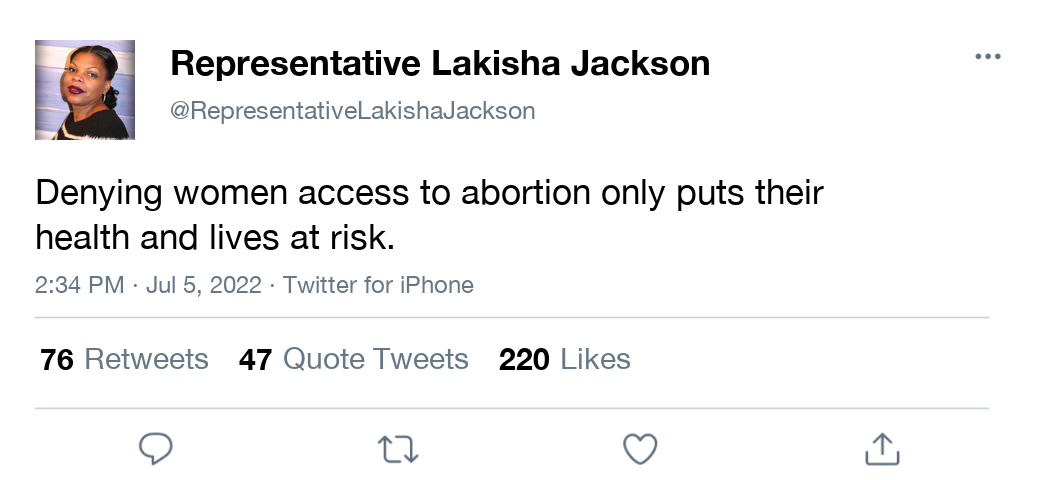 Representative Lakisha Jackson
@RepresentativeLakishaJackson
Denying women access to abortion only puts their
health and lives at risk.
2:34 PM · Jul 5, 2022 · Twitter for iPhone
76 Retweets 47 Quote Tweets 220 Likes